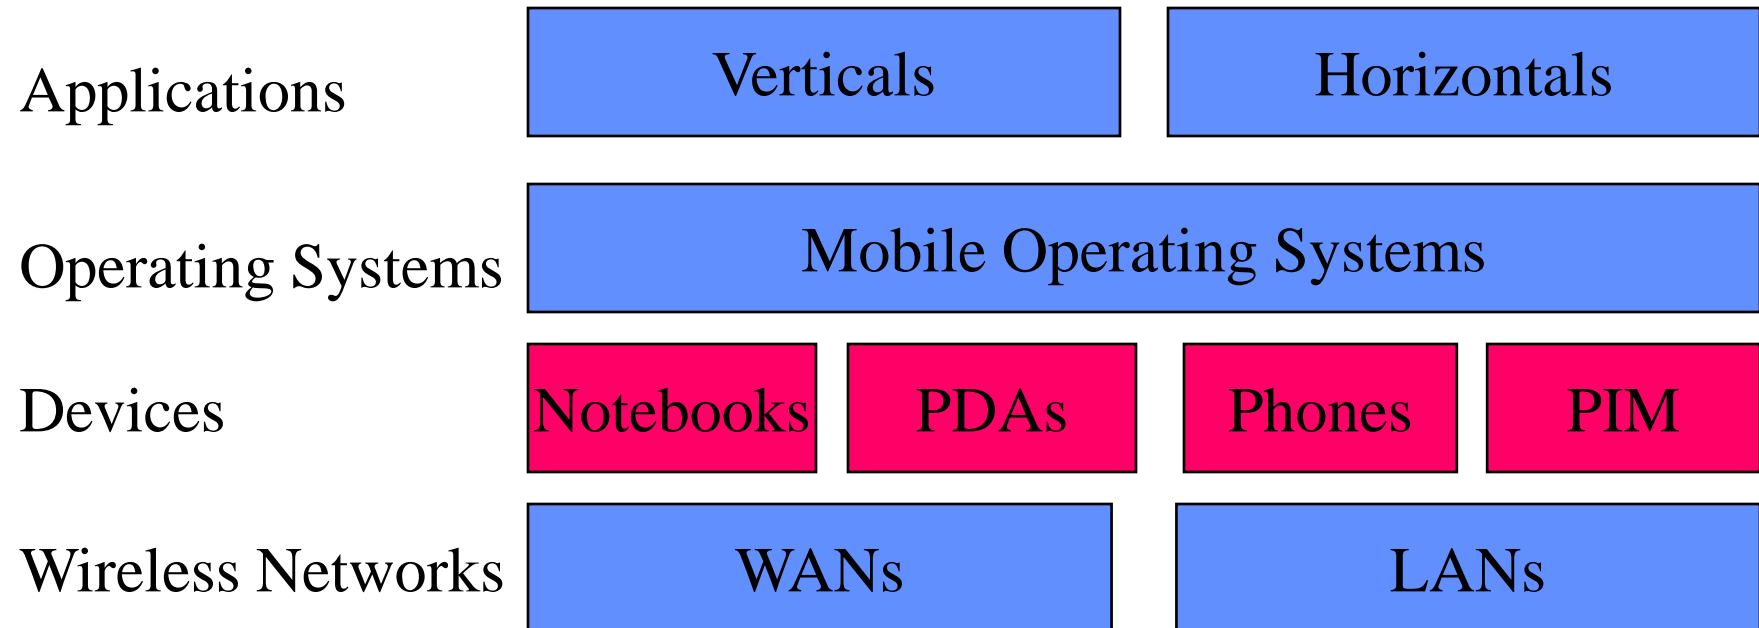 Applications
Verticals
Horizontals
Operating Systems
Mobile Operating Systems
Devices
Notebooks
PDAs
Phones
PIM
Wireless Networks
WANs
LANs